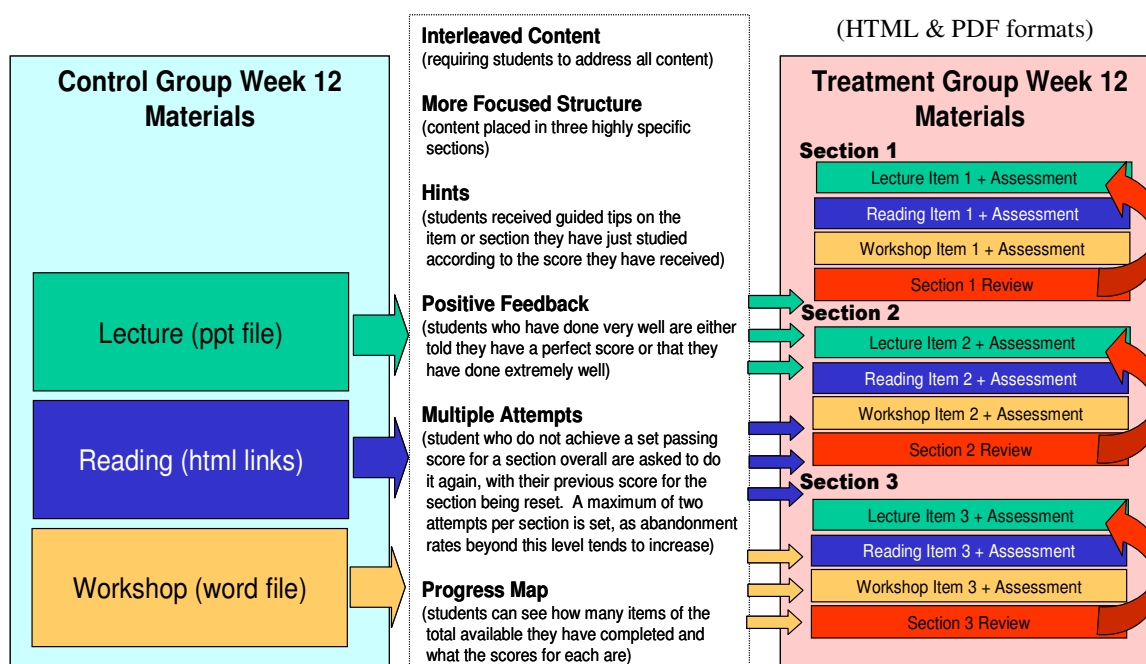 Control Group Week 12
Materials
Lecture (ppt file)
Reading (html links)
Workshop (word file)
Interleaved Content
(requiring students to address all content)
More Focused Structure
(content placed in three highly specific
sections)
Hints
(students received guided tips on the
item or section they have just studied
according to the score they have received)
Positive Feedback
(students who have done very well are either
told they have a perfect score or that they
have done extremely well)
Multiple Attempts
(student who do not achieve a set passing
score for a section overall are asked to do
it again, with their previous score for the
section being reset. A maximum of two
attempts per section is set, as abandonment
rates beyond this level tends to increase)
Progress Map
(students can see how many items of the
total available they have completed and
what the scores for each are)
(HTML & PDF formats)
Treatment Group Week 12
Materials
Section 1
Lecture Item 1 + Assessment
Reading Item 1 + Assessment
Workshop Item 1 + Assessment
Section 1 Review
Section 2
Lecture Item 2 + Assessment
Reading Item 2 + Assessment
Workshop Item 2 + Assessment
Section 2 Review
Section 3
Lecture Item 3 + Assessment
Reading Item 3 + Assessment
Workshop Item 3 + Assessment
Section 3 Review